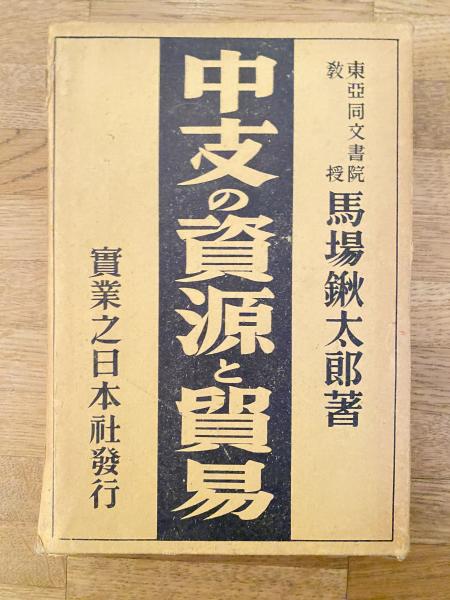 東亞同文書院
教授
馬場鍬太郎著
中支の資源と貿易
實業之日本社發行